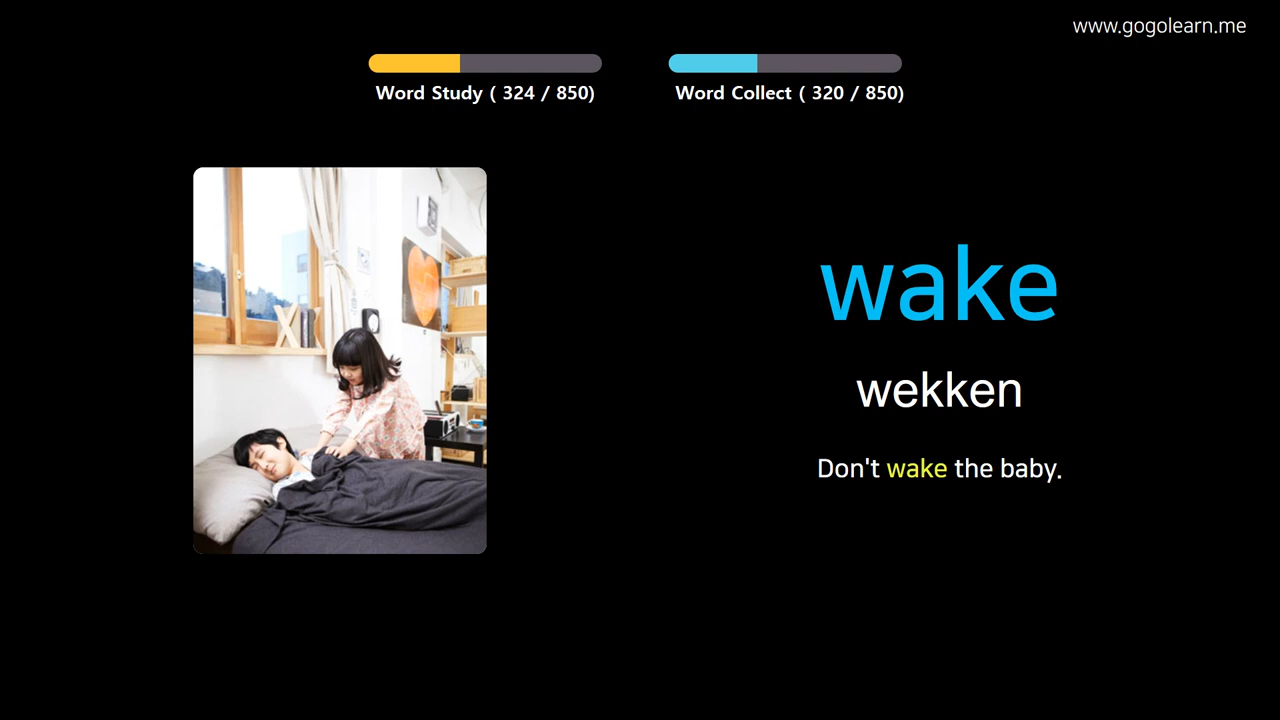 www.gogolearn.me
Word Study ( 324 / 850)
Word Collect ( 320 / 850)
wake
wekken
Don't wake the baby.